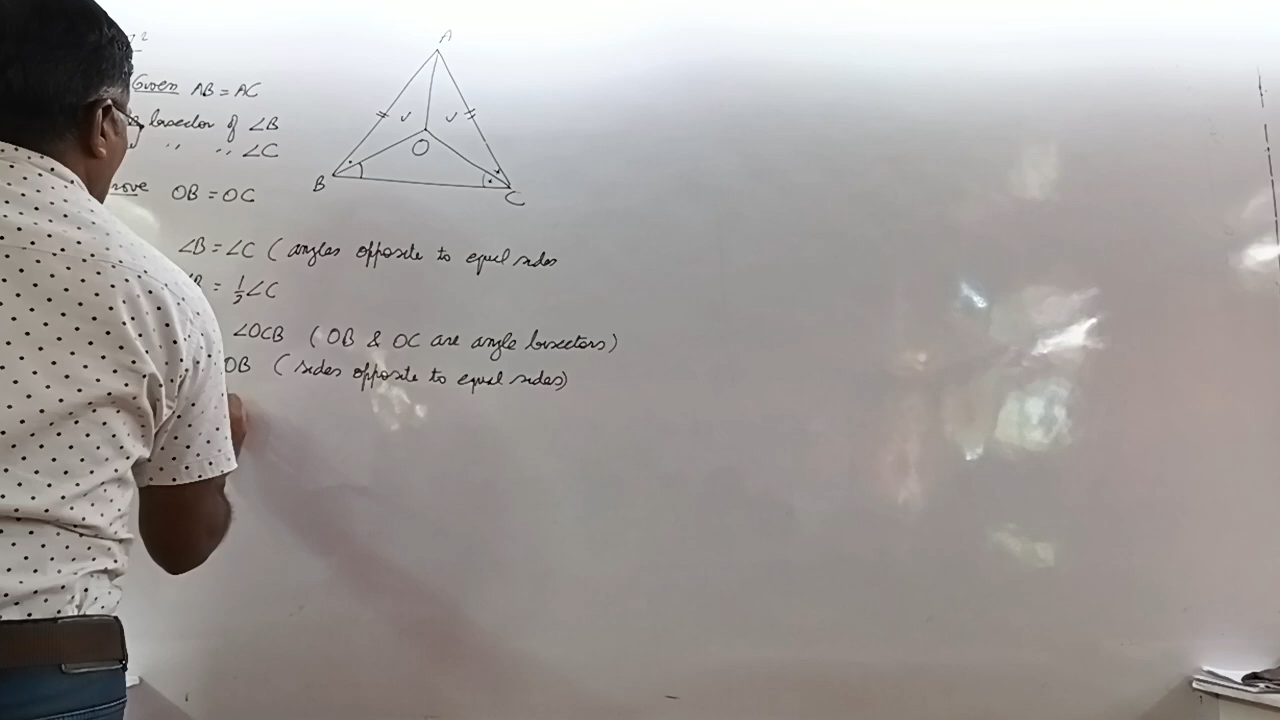 Given AB = AC
bisector of ∠B
" " ∠C
OB = OC
A
O
B
C
∠B = ∠C ( angles opposite to equal sides
= 1/2 ∠C
∠OCB ( OB & OC are angle bisectors )
OB ( sides opposite to equal sides)